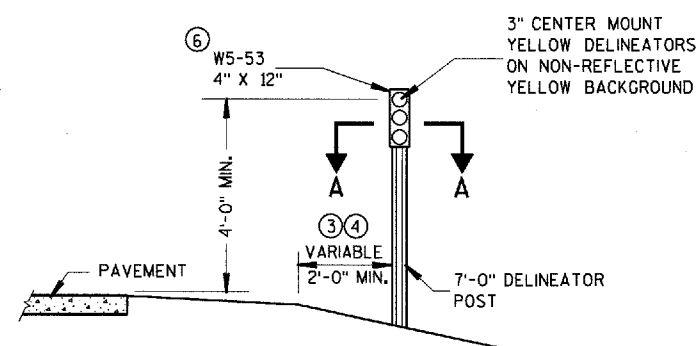 3" CENTER MOUNT
YELLOW DELINEATORS
ON NON-REFLECTIVE
YELLOW BACKGROUND
6
W5-53
4" X 12"
4'-0" MIN.
A
A
3 4
VARIABLE
2'-0" MIN.
PAVEMENT
7'-0" DELINEATOR
POST